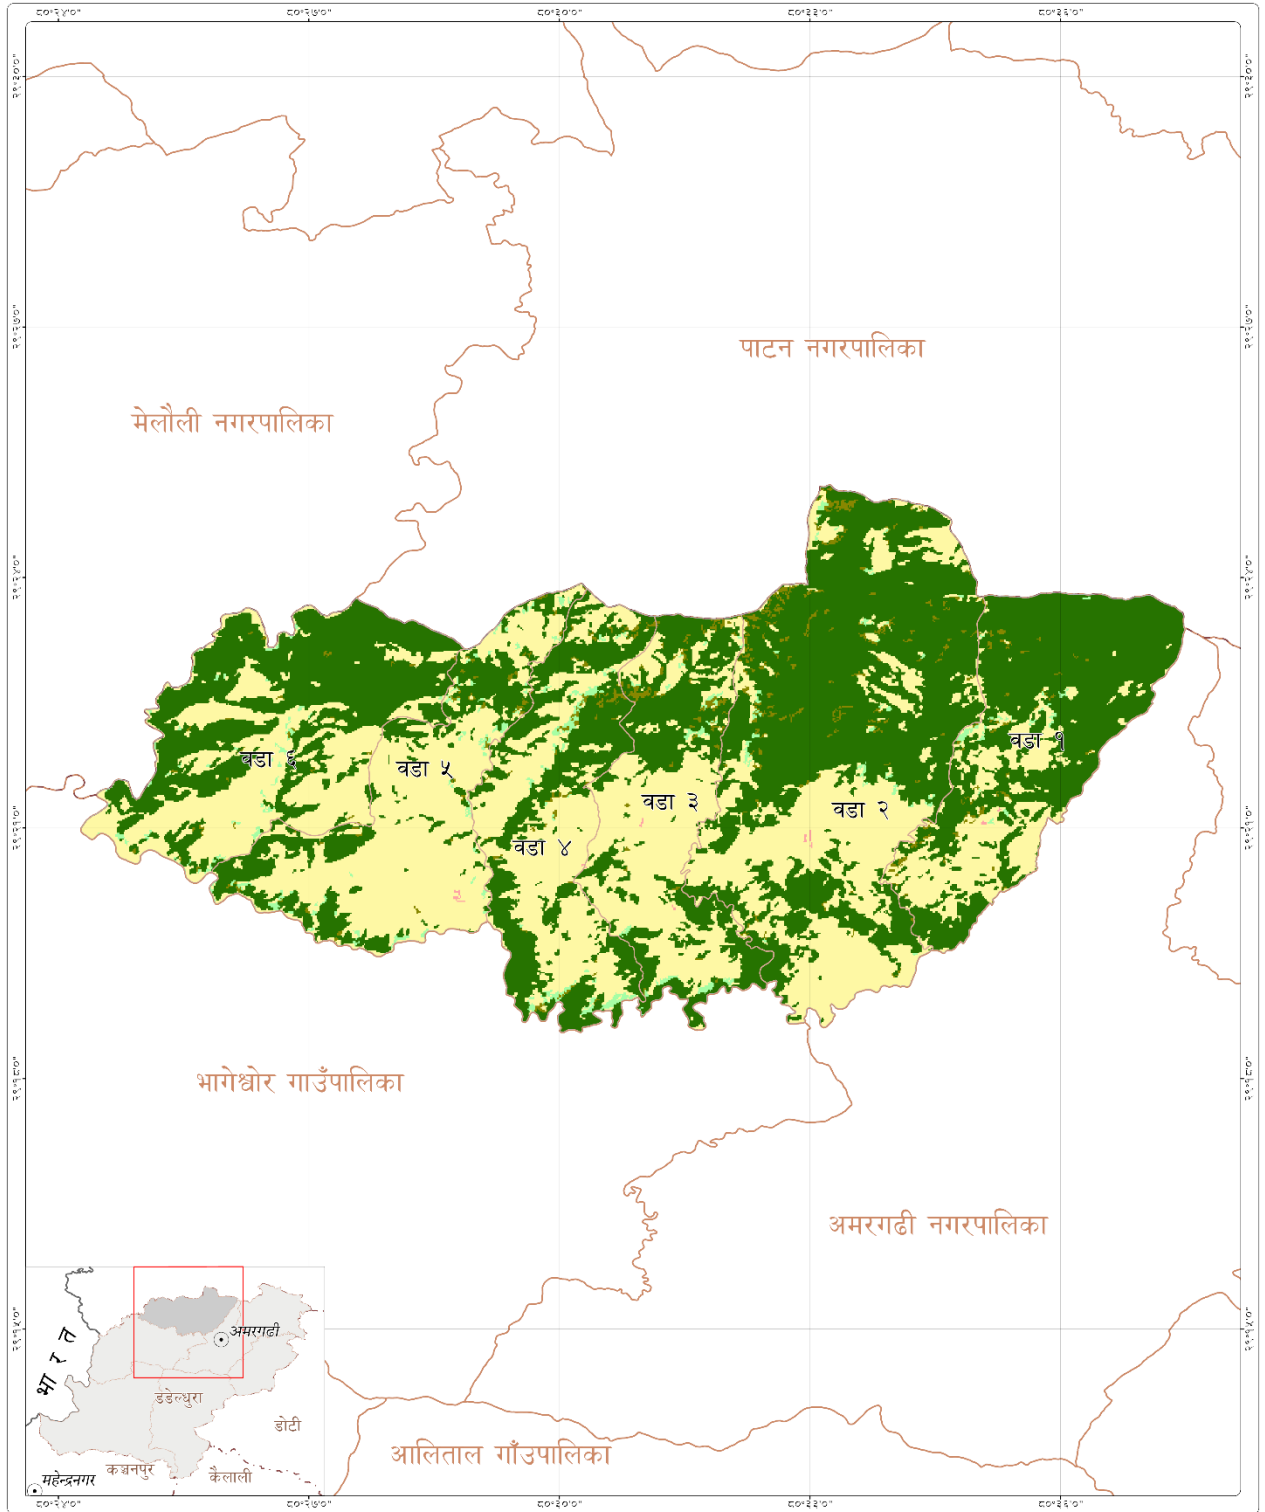 पाटन नगरपालिका
मेलौली नगरपालिका
वडा १
वडा ६
वडा ५
वडा ३
वडा २
वडा ४
भागेश्वोर गाउँपालिका
अमरगढी नगरपालिका
अमरगढी
भारत
डडेल्धुरा
डोटी
आलिताल गाँउपालिका
कञ्चनपुर
कैलाली
महेन्द्रनगर